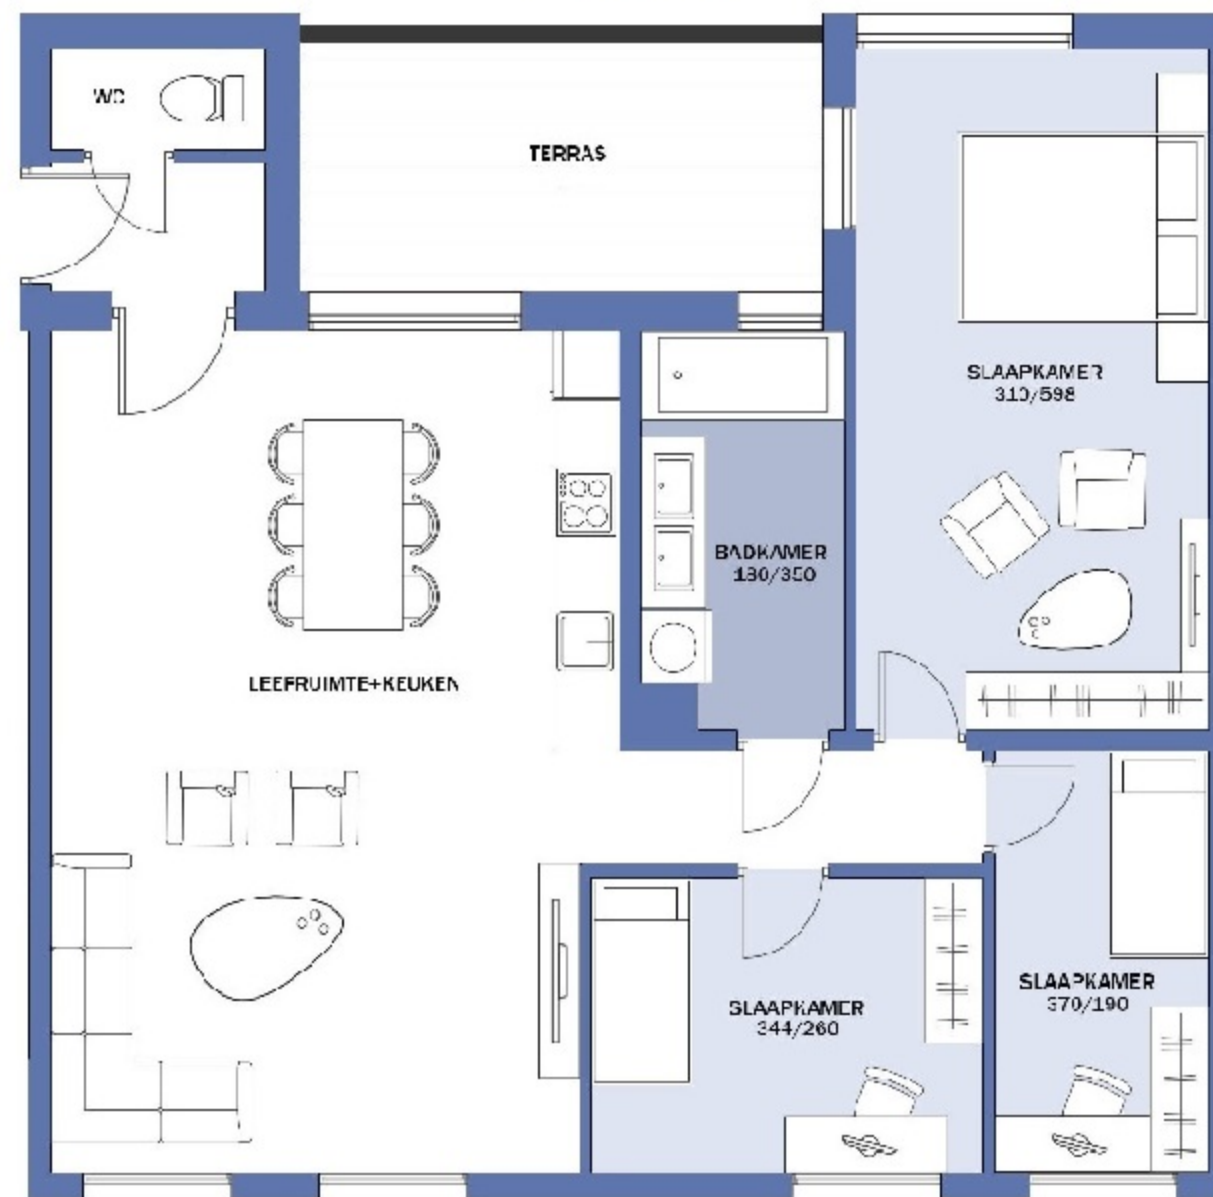 WC
TERRAS
SLAAPKAMER
310/598
BADKAMER
180/350
LEEFRUIMTE+KEUKEN
SLAAPKAMER
370/190
SLAAPKAMER
344/260